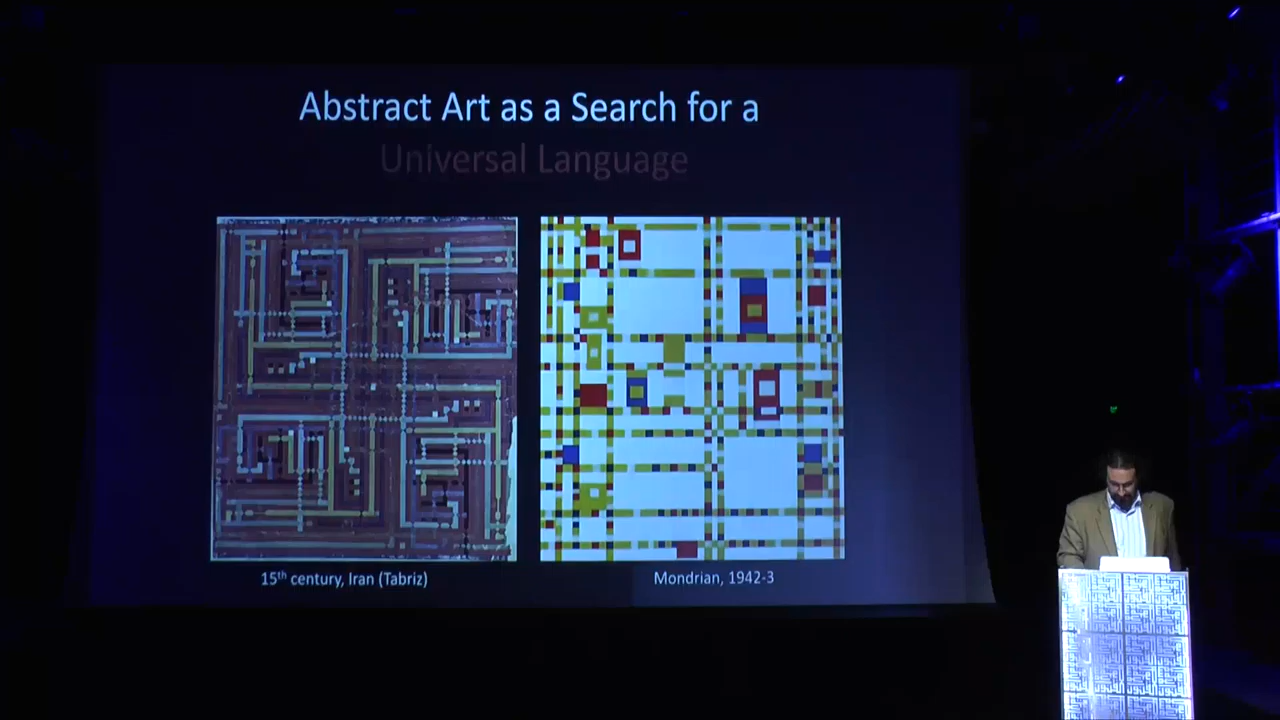 Abstract Art as a Search for a
Universal Language
15th century, Iran (Tabriz)
Mondrian, 1942-3